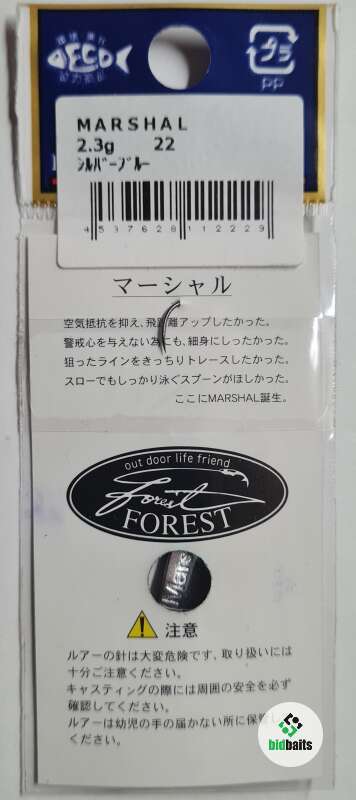 環境
ECO
プラ
PP
MARSHAL
2.3g 22
シルバーブルー
4537628112229
マーシャル
空気抵抗を抑え、飛距離アップしたかった。
警戒心を与えない為にも、細身にしったかった。
狙ったラインをきっちりトレースしたかった。
スローでもしっかり泳ぐスプーンがほしかった。
ここにMARSHAL誕生。
out door life friend
forest
FOREST
Mars
注意
ルアーの針は大変危険です、取り扱いには
十分ご注意ください。
キャスティングの際には周囲の安全を必ず
確認してください。
ルアーは幼児の手の届かない所に保管し
ください。
bidbaits